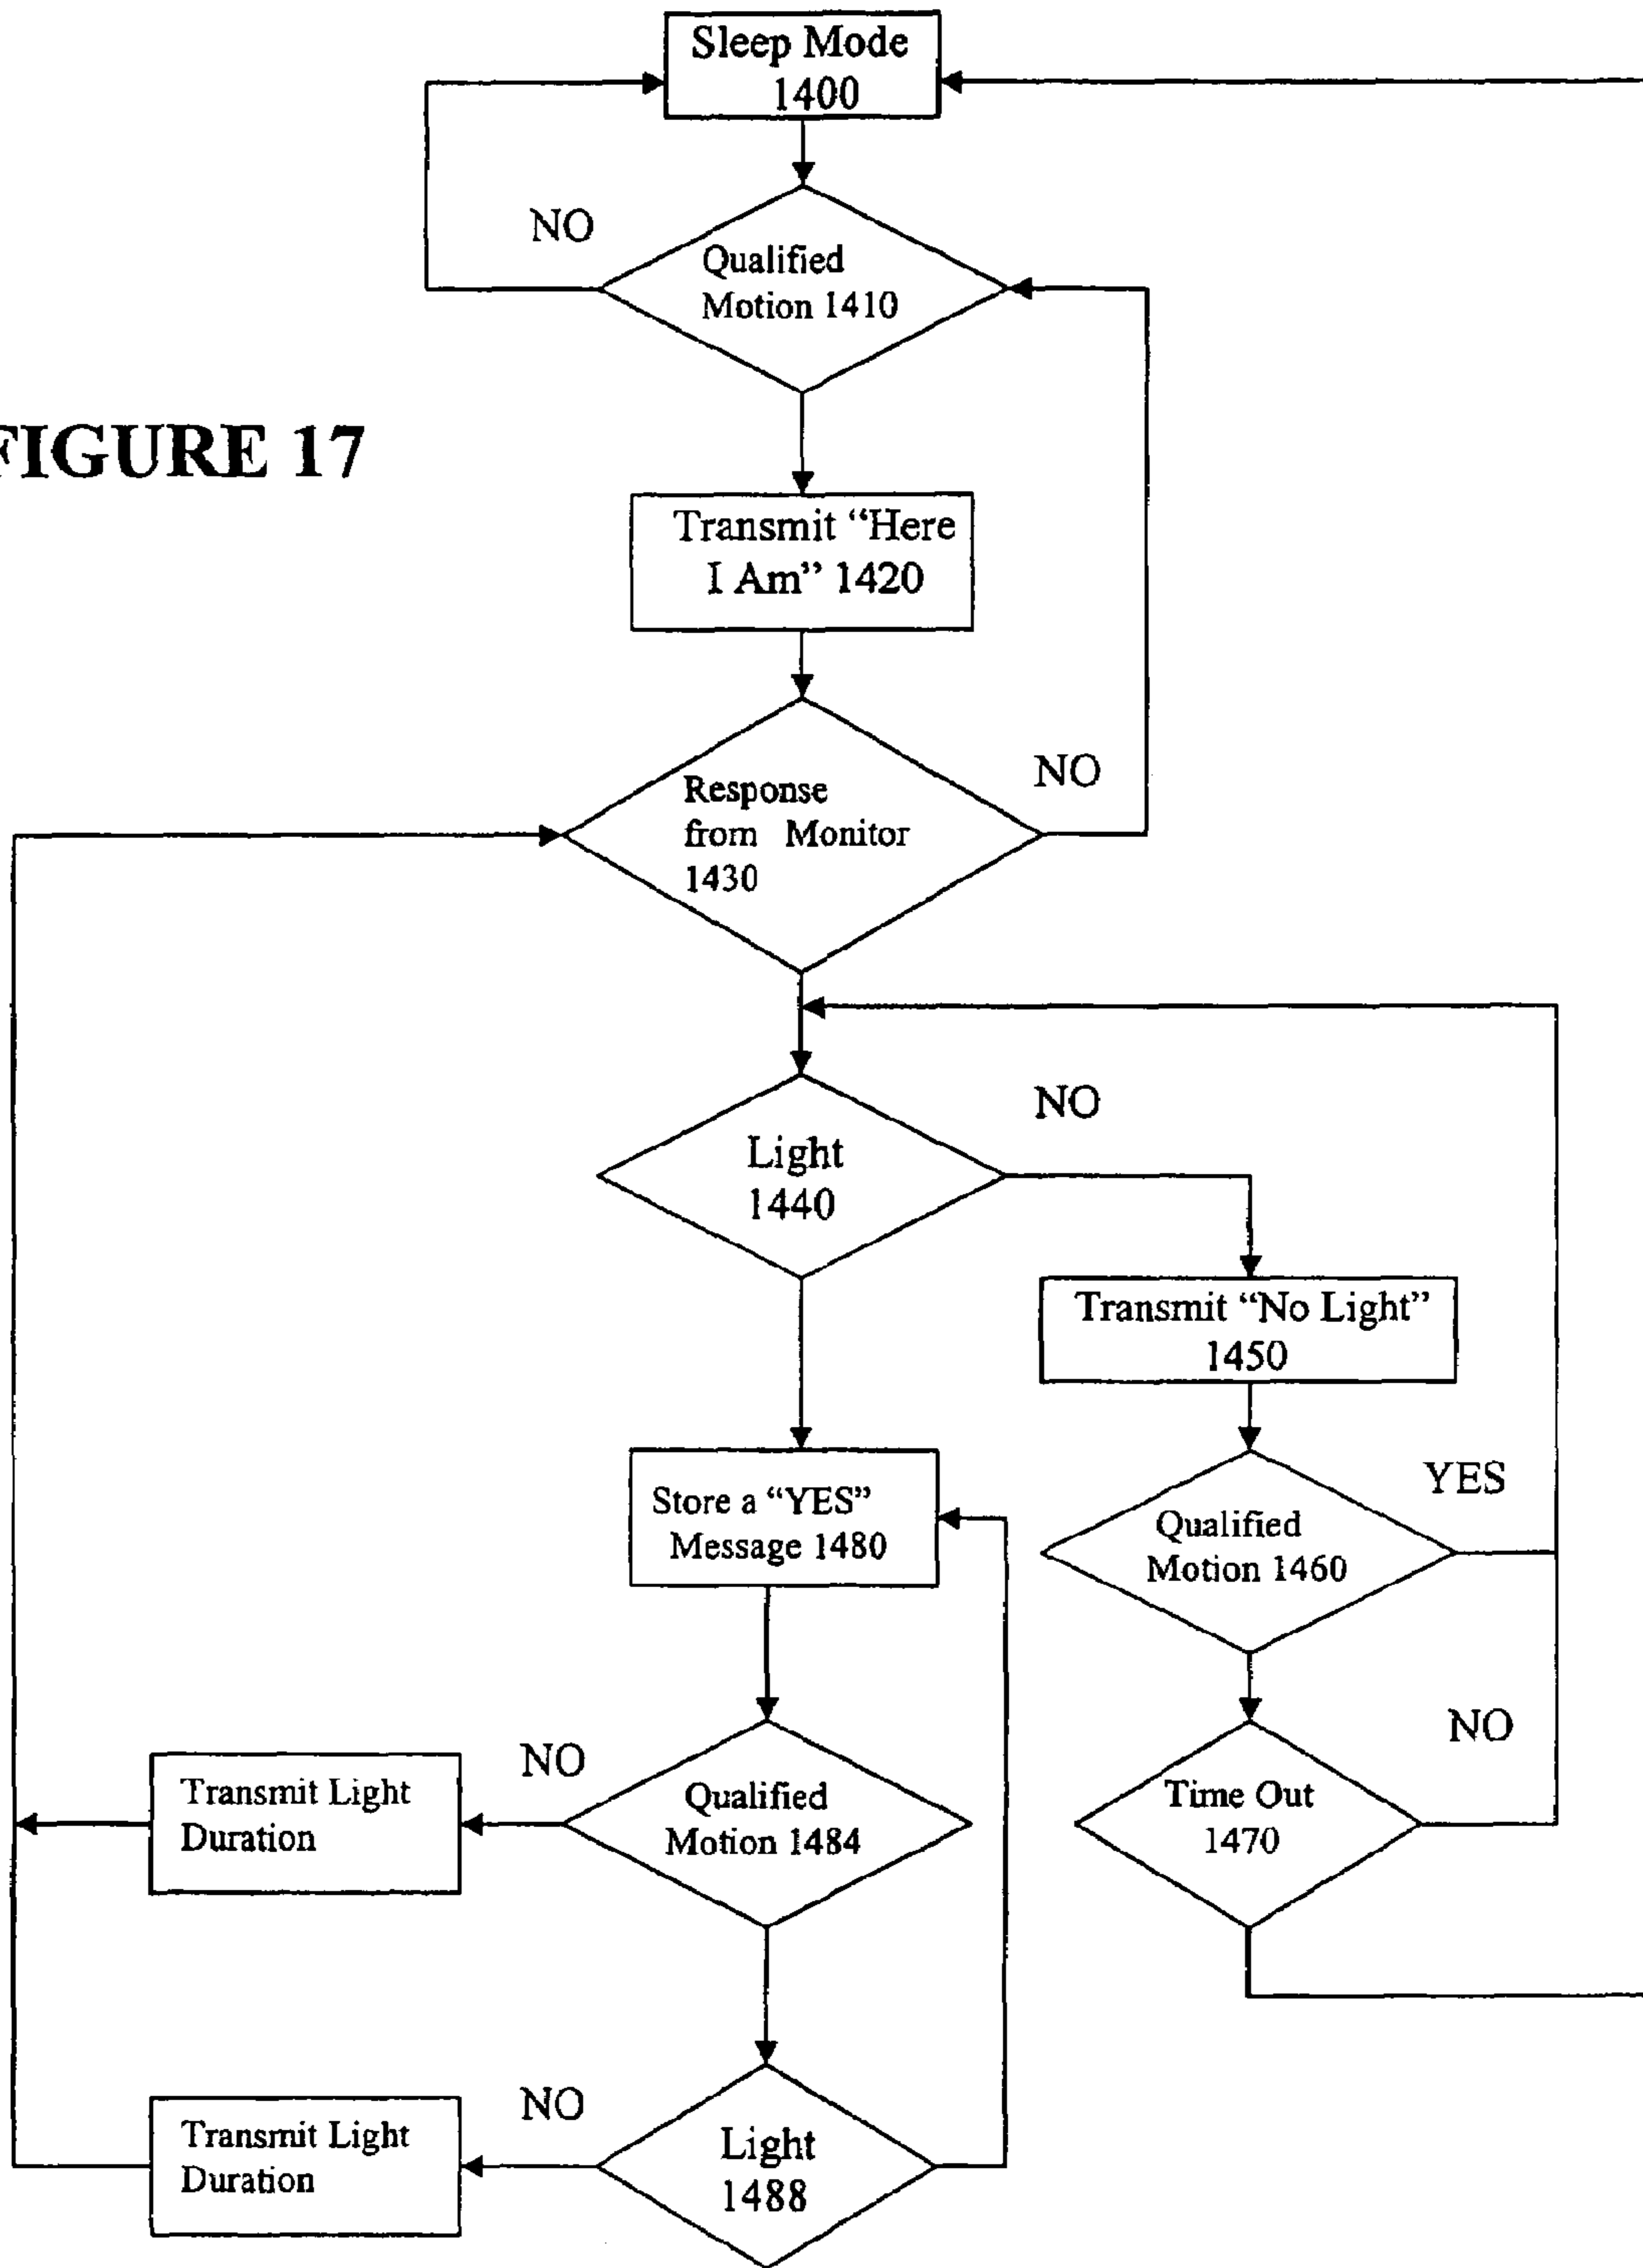 Sleep Mode
1400
NO
Qualified
Motion 1410
FIGURE 17
Transmit “Here
I Am” 1420
NO
Response
from Monitor
1430
NO
Light
1440
Transmit “No Light”
1450
YES
Store a “YES”
Message 1480
Qualified
Motion 1460
NO
NO
Transmit Light
Duration
Qualified
Motion 1484
Time Out
1470
NO
Transmit Light
Duration
Light
1488